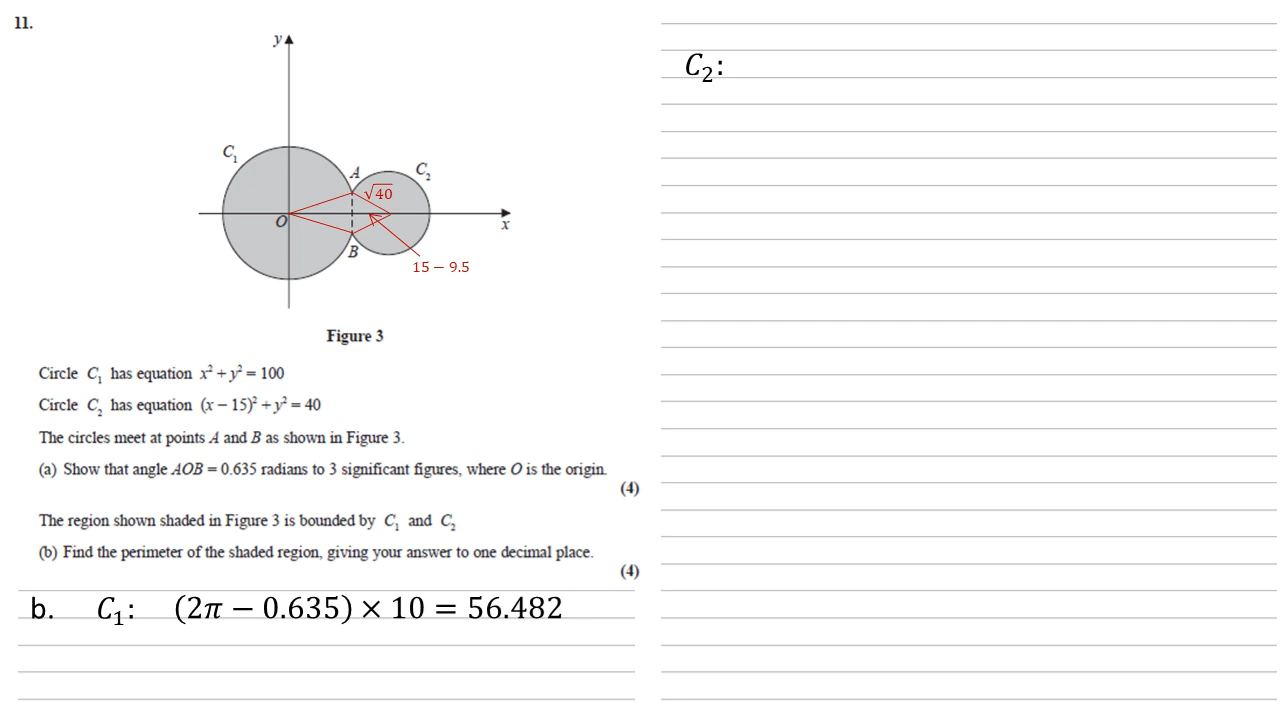 11.
y
C₁
A
C₂
√40
O
x
B
15 − 9.5
Figure 3
Circle C₁ has equation x² + y² = 100
Circle C₂ has equation (x − 15)² + y² = 40
The circles meet at points A and B as shown in Figure 3.
(a) Show that angle AOB = 0.635 radians to 3 significant figures, where O is the origin.
(4)
The region shown shaded in Figure 3 is bounded by C₁ and C₂
(b) Find the perimeter of the shaded region, giving your answer to one decimal place.
(4)
b. C₁: (2π − 0.635) × 10 = 56.482
C₂: